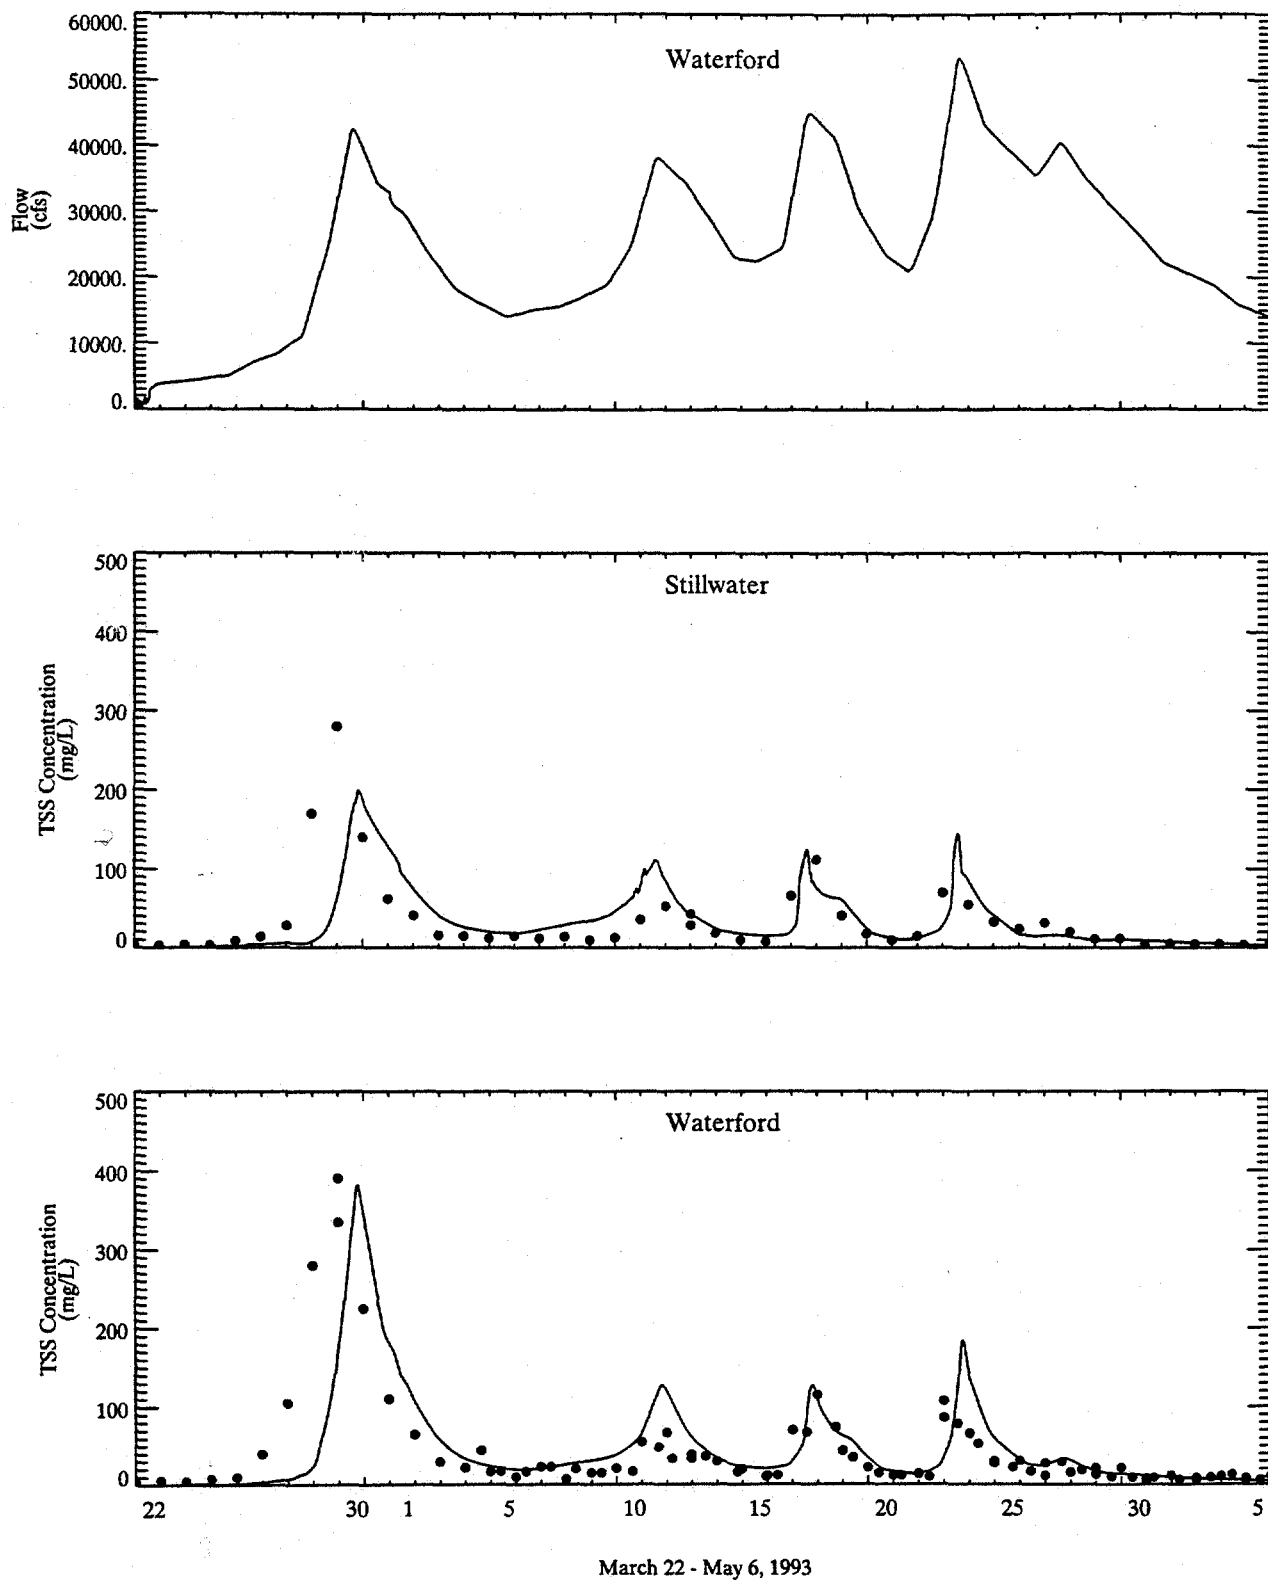 Waterford
60000.
50000.
40000.
30000.
20000.
10000.
0.
Flow
(cfs)
Stillwater
500
400
300
200
100
0
TSS Concentration
(mg/L)
Waterford
500
400
300
200
100
0
TSS Concentration
(mg/L)
22 30 1 5 10 15 20 25 30 5
March 22 - May 6, 1993